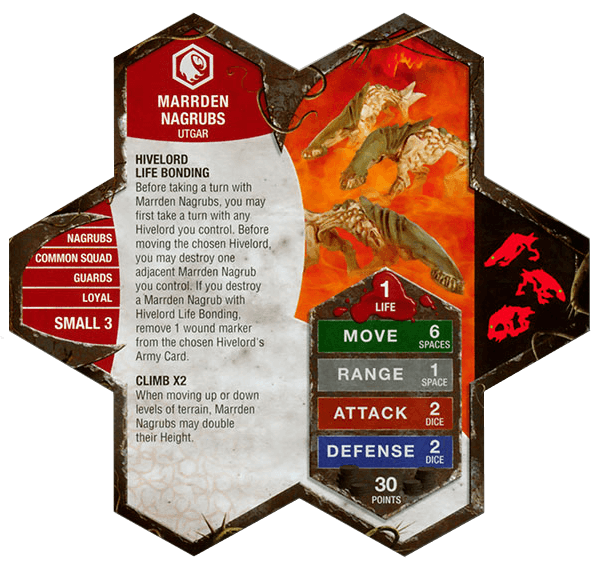 MARRDEN
NAGRUBS
UTGAR
HIVELORD
LIFE BONDING
Before taking a turn with
Marrden Nagrubs, you may
first take a turn with any
Hivelord you control. Before
moving the chosen Hivelord,
you may destroy one
adjacent Marrden Nagrub
you control. If you destroy
a Marrden Nagrub with
Hivelord Life Bonding,
remove 1 wound marker
from the chosen Hivelord's
Army Card.
CLIMB X2
When moving up or down
levels of terrain, Marrden
Nagrubs may double
their Height.
NAGRUBS
COMMON SQUAD
GUARDS
LOYAL
SMALL 3
1
LIFE
MOVE 6
SPACES
RANGE 1
SPACE
ATTACK 2
DICE
DEFENSE 2
DICE
30
POINTS